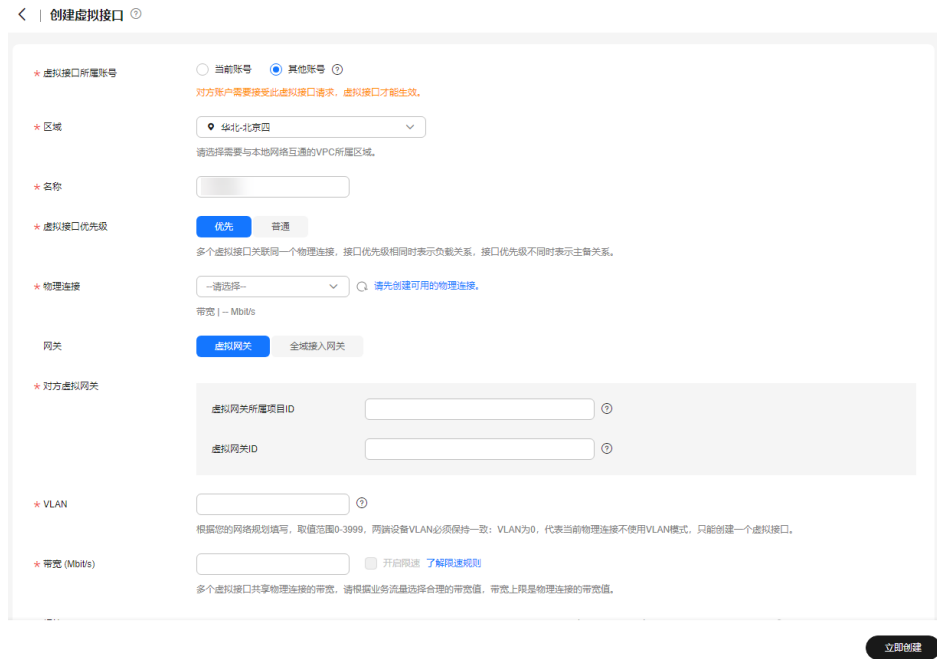 创建虚拟接口
* 虚拟接口所属账号 当前账号 其他账号
对方账户需要接受此虚拟接口请求,虚拟接口才能生效。
* 区域 华北-北京四
请选择需要与本地网络互通的VPC所属区域。
* 名称
* 虚拟接口优先级 优先 普通
多个虚拟接口关联同一个物理连接,接口优先级相同时表示负载关系,接口优先级不同时表示主备关系。
* 物理连接 --请选择-- 请先创建可用的物理连接。
带宽 | -- Mbit/s
网关 虚拟网关 全域接入网关
* 对方虚拟网关
虚拟网关所属项目ID
虚拟网关ID
* VLAN
根据您的网络规划填写,取值范围0-3999,两端设备VLAN必须保持一致;VLAN为0,代表当前物理连接不使用VLAN模式,只能创建一个虚拟接口。
* 带宽 (Mbit/s) 开启限速 了解限速规则
多个虚拟接口共享物理连接的带宽,请根据业务流量选择合理的带宽值,带宽上限是物理连接的带宽值。
立即创建